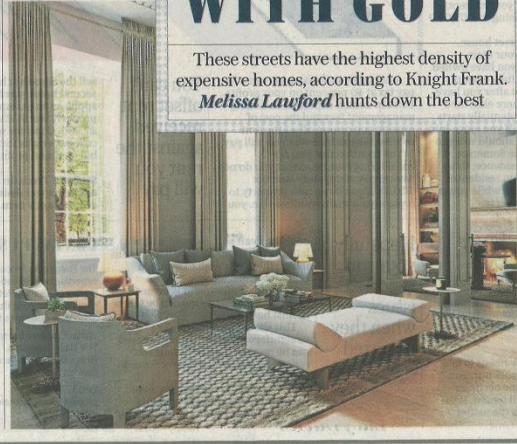 WITH GOLD
These streets have the highest density of
expensive homes, according to Knight Frank.
Melissa Lawford hunts down the best